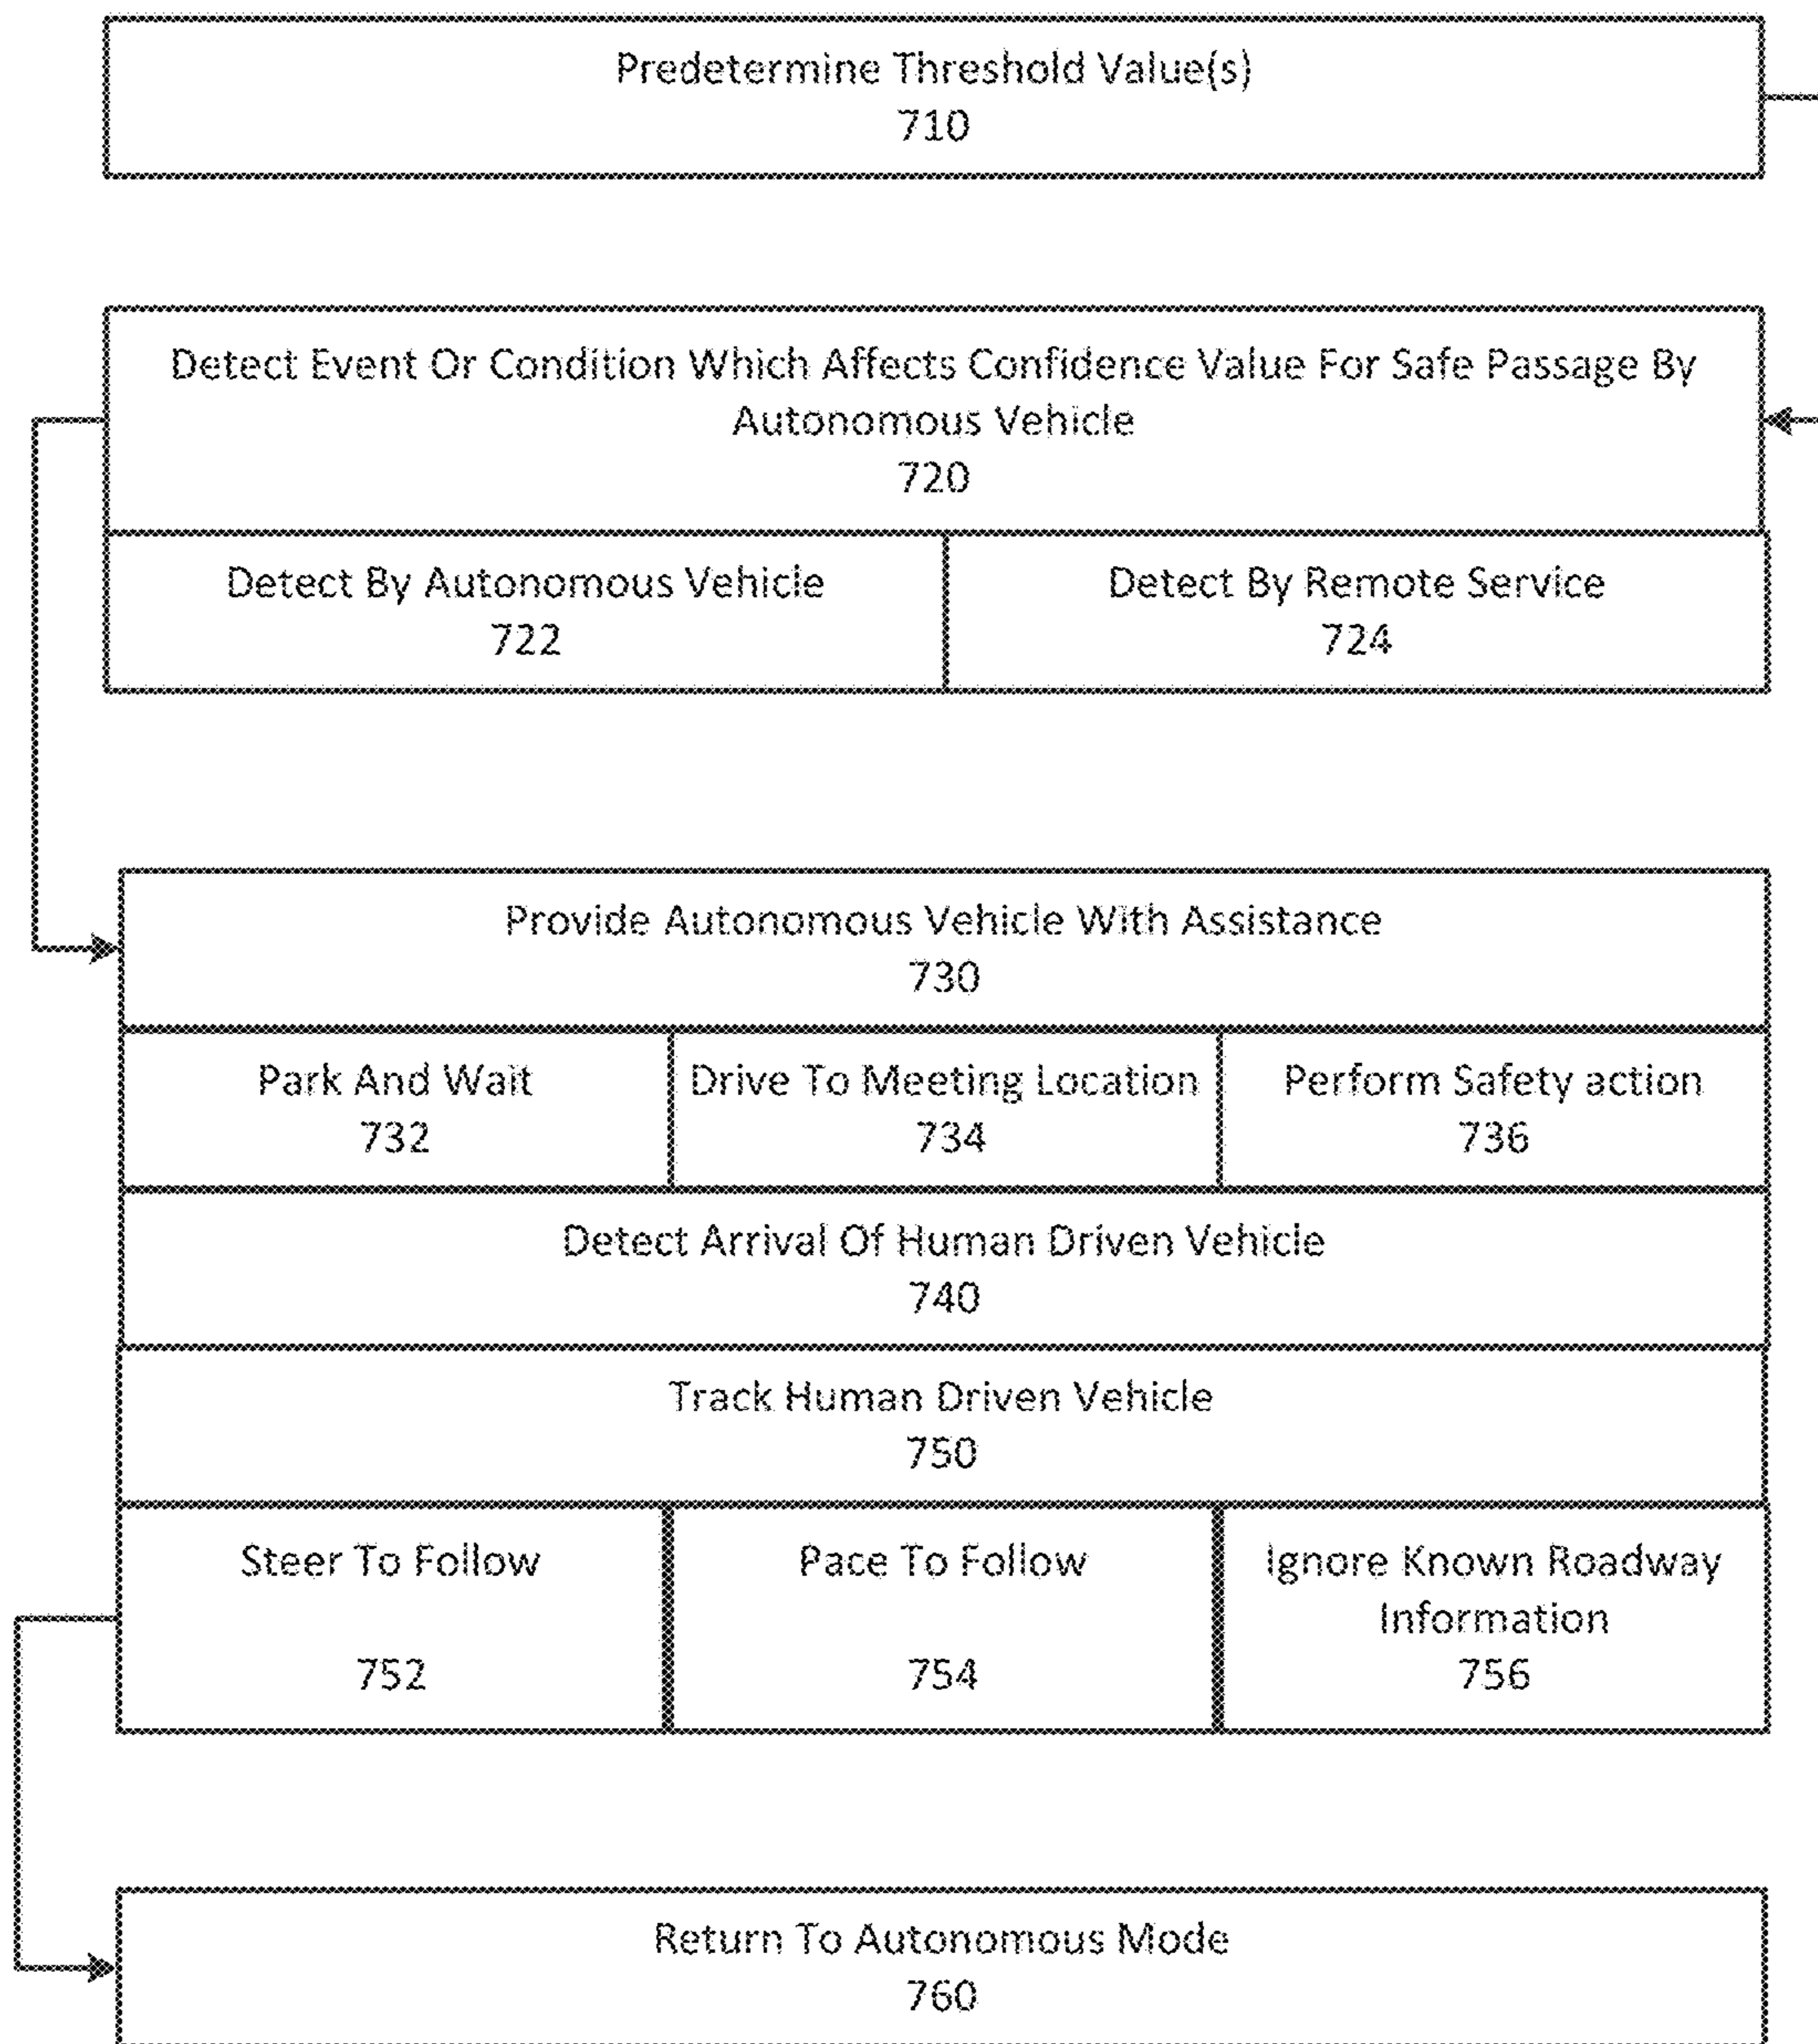 Predetermine Threshold Value(s)
710
Detect Event Or Condition Which Affects Confidence Value For Safe Passage By
Autonomous Vehicle
720
Detect By Autonomous Vehicle
722
Detect By Remote Service
724
Provide Autonomous Vehicle With Assistance
730
Park And Wait
732
Drive To Meeting Location
734
Perform Safety action
736
Detect Arrival Of Human Driven Vehicle
740
Track Human Driven Vehicle
750
Steer To Follow
752
Pace To Follow
754
Ignore Known Roadway
Information
756
Return To Autonomous Mode
760